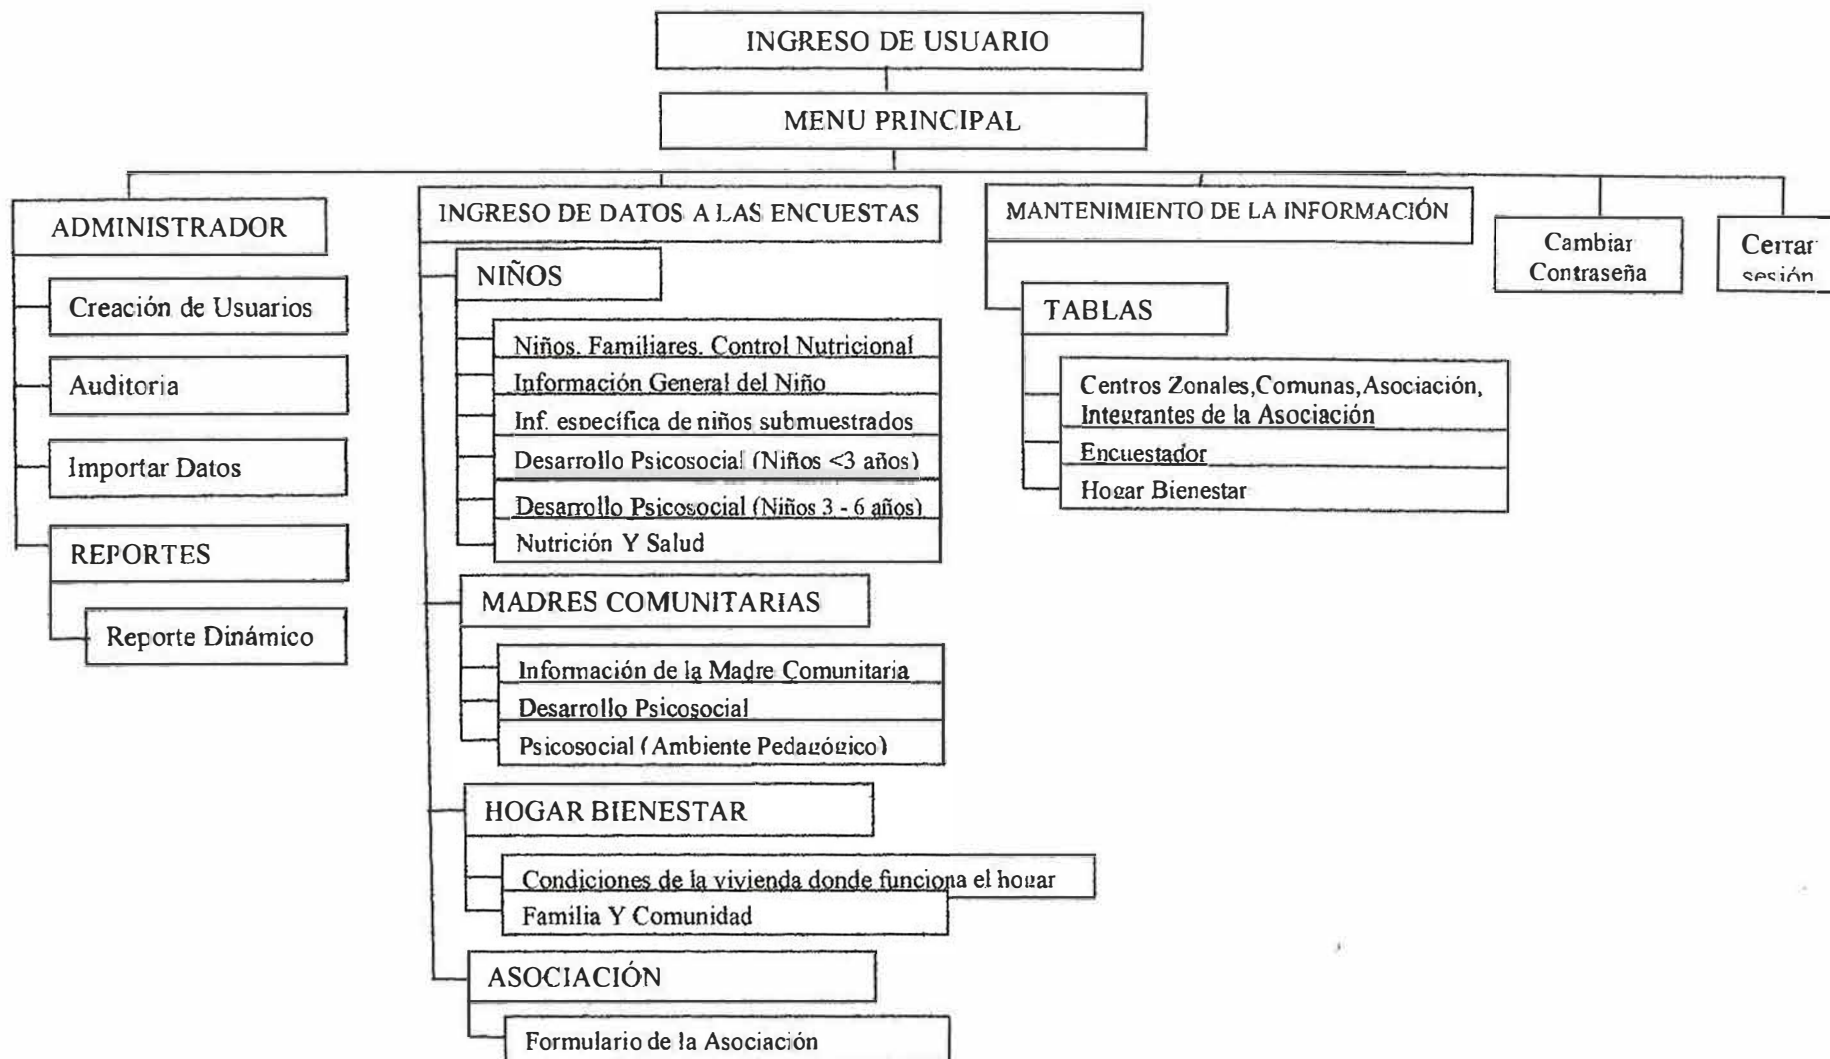 INGRESO DE USUARIO
MENU PRINCIPAL
ADMINISTRADOR
Creación de Usuarios
Auditoria
Importar Datos
REPORTES
Reporte Dinámico
INGRESO DE DATOS A LAS ENCUESTAS
NIÑOS
Niños. Familiares. Control Nutricional
Información General del Niño
Inf. específica de niños submuestrados
Desarrollo Psicosocial (Niños <3 años)
Desarrollo Psicosocial (Niños 3 - 6 años)
Nutrición Y Salud
MADRES COMUNITARIAS
Información de la Madre Comunitaria
Desarrollo Psicosocial
Psicosocial (Ambiente Pedagógico)
HOGAR BIENESTAR
Condiciones de la vivienda donde funciona el hogar
Familia Y Comunidad
ASOCIACIÓN
Formulario de la Asociación
MANTENIMIENTO DE LA INFORMACIÓN
TABLAS
Centros Zonales,Comunas,Asociación,
Integrantes de la Asociación
Encuestador
Hogar Bienestar
Cambiar
Contraseña
Cerrar
sesión